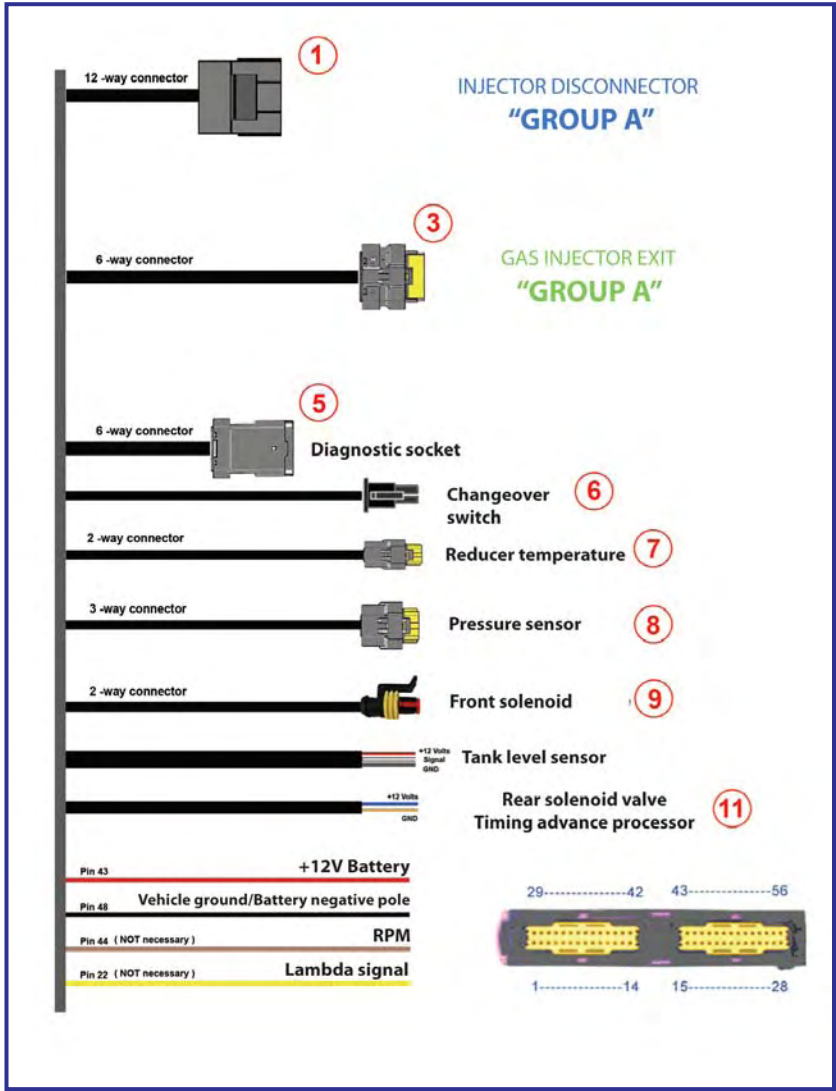 1
12 -way connector
INJECTOR DISCONNECTOR
"GROUP A"
3
6 -way connector
GAS INJECTOR EXIT
"GROUP A"
5
6 -way connector
Diagnostic socket
Changeover
switch
6
2 -way connector
Reducer temperature
7
3 -way connector
Pressure sensor
8
2 -way connector
Front solenoid
9
+12 Volts
Signal
GND
Tank level sensor
+12 Volts
GND
Rear solenoid valve
Timing advance processor
11
Pin 43
+12V Battery
Pin 48
Vehicle ground/Battery negative pole
Pin 44 ( NOT necessary )
RPM
Pin 22 ( NOT necessary )
Lambda signal
29--------------42 43--------------56
1--------------14 15--------------28